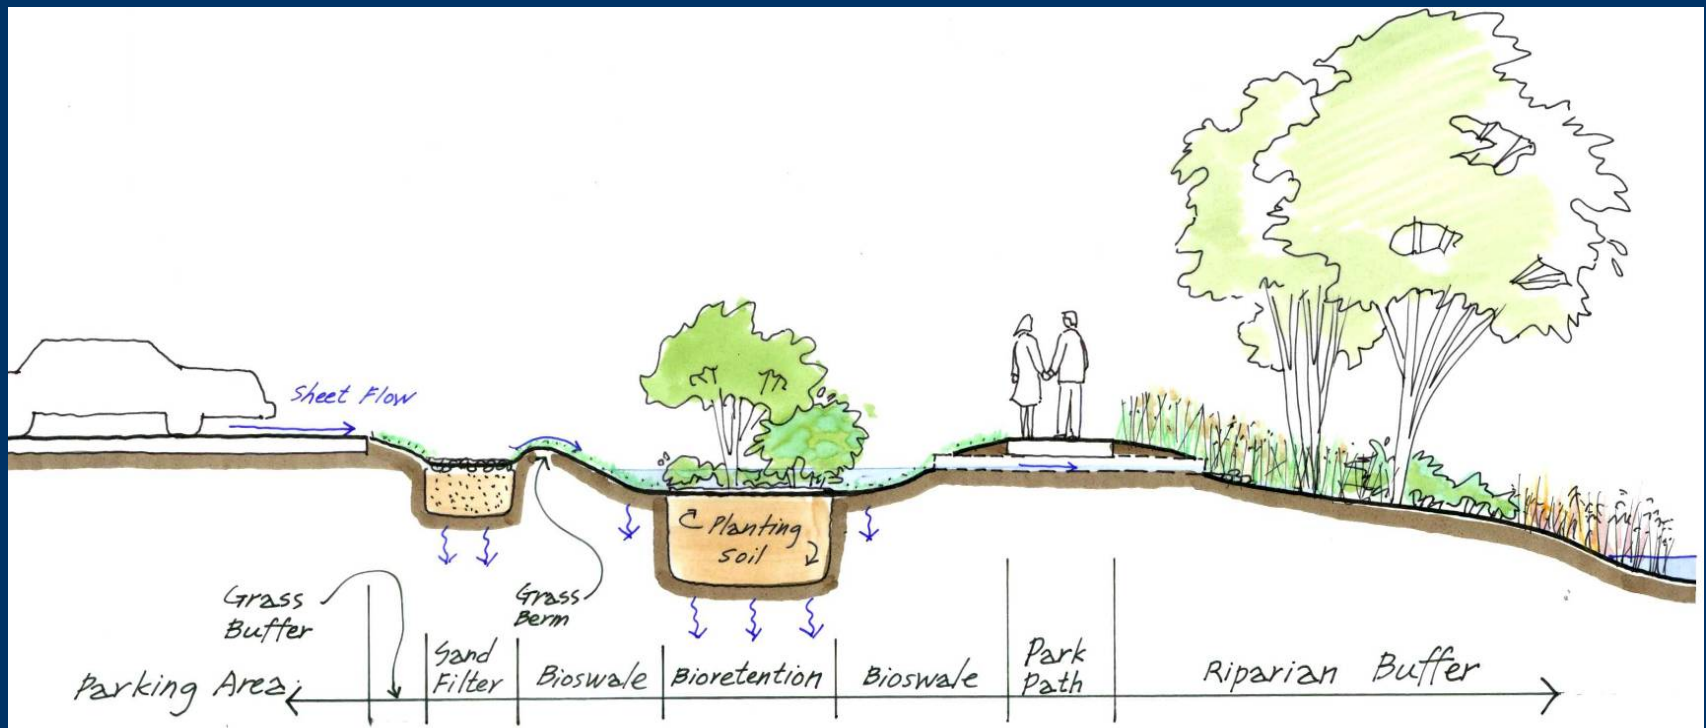 Sheet Flow
Planting
Soil
Grass
Buffer
Grass
Berm
Parking Area
Sand
Filter
Bioswale
Bioretention
Bioswale
Park
Path
Riparian Buffer